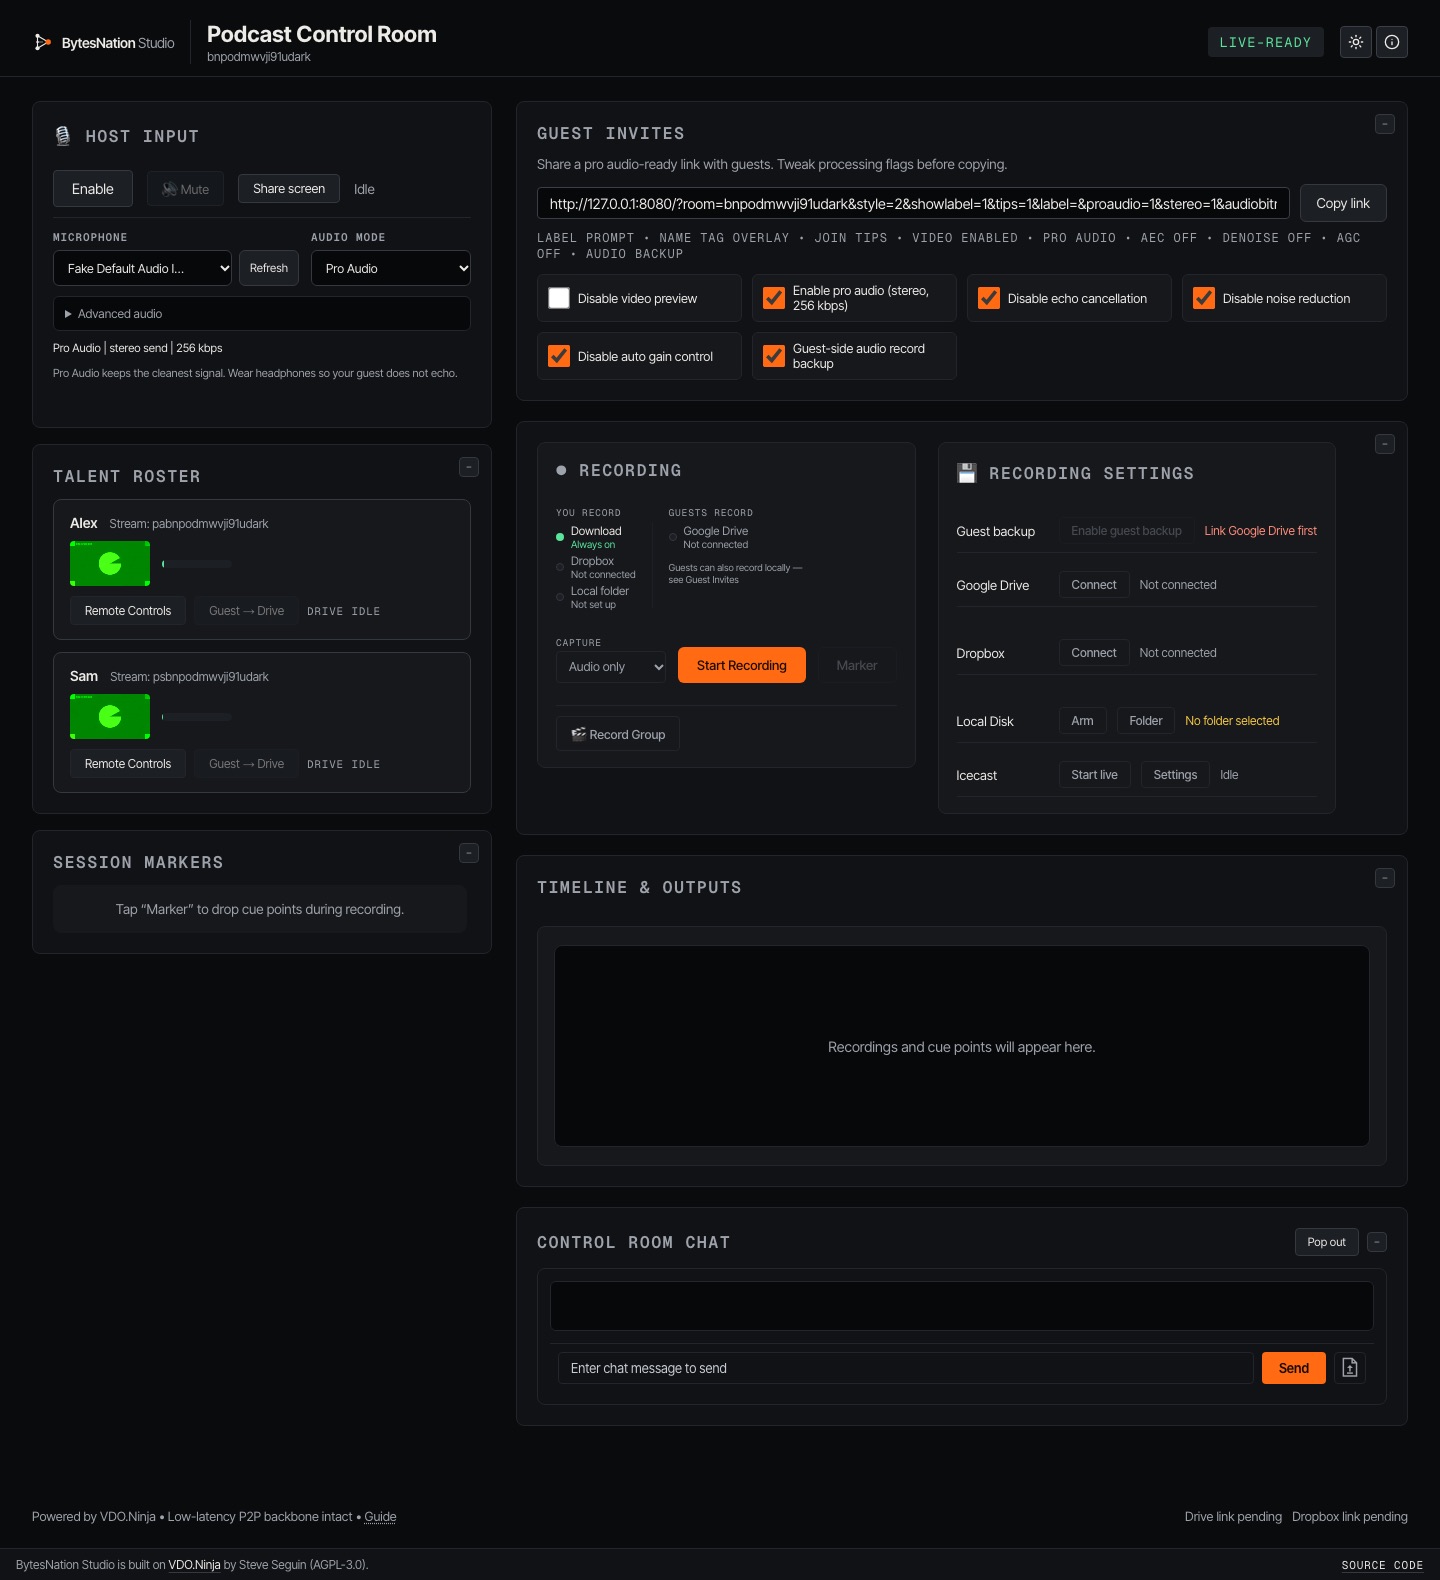 BytesNation Studio
Podcast Control Room
bnpodmwvji91udark
LIVE-READY
HOST INPUT
Enable
Mute
Share screen
Idle
MICROPHONE
AUDIO MODE
Fake Default Audio I...
Refresh
Pro Audio
Advanced audio
Pro Audio | stereo send | 256 kbps
Pro Audio keeps the cleanest signal. Wear headphones so your guest does not echo.
TALENT ROSTER
-
Alex
Stream: pabnpodmwvji91udark
Remote Controls
Guest → Drive
DRIVE IDLE
Sam
Stream: psbnpodmwvji91udark
Remote Controls
Guest → Drive
DRIVE IDLE
SESSION MARKERS
-
Tap “Marker” to drop cue points during recording.
GUEST INVITES
-
Share a pro audio-ready link with guests. Tweak processing flags before copying.
http://127.0.0.1:8080/?room=bnpodmwvji91udark&style=2&showlabel=1&tips=1&label=&proaudio=1&stereo=1&audiobitr
Copy link
LABEL PROMPT • NAME TAG OVERLAY • JOIN TIPS • VIDEO ENABLED • PRO AUDIO • AEC OFF • DENOISE OFF • AGC
OFF • AUDIO BACKUP
Disable video preview
Enable pro audio (stereo,
256 kbps)
Disable echo cancellation
Disable noise reduction
Disable auto gain control
Guest-side audio record
backup
-
RECORDING
YOU RECORD
Download
Always on
Dropbox
Not connected
Local folder
Not set up
GUESTS RECORD
Google Drive
Not connected
Guests can also record locally —
see Guest Invites
CAPTURE
Audio only
Start Recording
Marker
Record Group
RECORDING SETTINGS
Guest backup
Enable guest backup
Link Google Drive first
Google Drive
Connect
Not connected
Dropbox
Connect
Not connected
Local Disk
Arm
Folder
No folder selected
Icecast
Start live
Settings
Idle
TIMELINE & OUTPUTS
-
Recordings and cue points will appear here.
CONTROL ROOM CHAT
Pop out
-
Enter chat message to send
Send
Powered by VDO.Ninja • Low-latency P2P backbone intact • Guide
Drive link pending
Dropbox link pending
BytesNation Studio is built on VDO.Ninja by Steve Seguin (AGPL-3.0).
SOURCE CODE